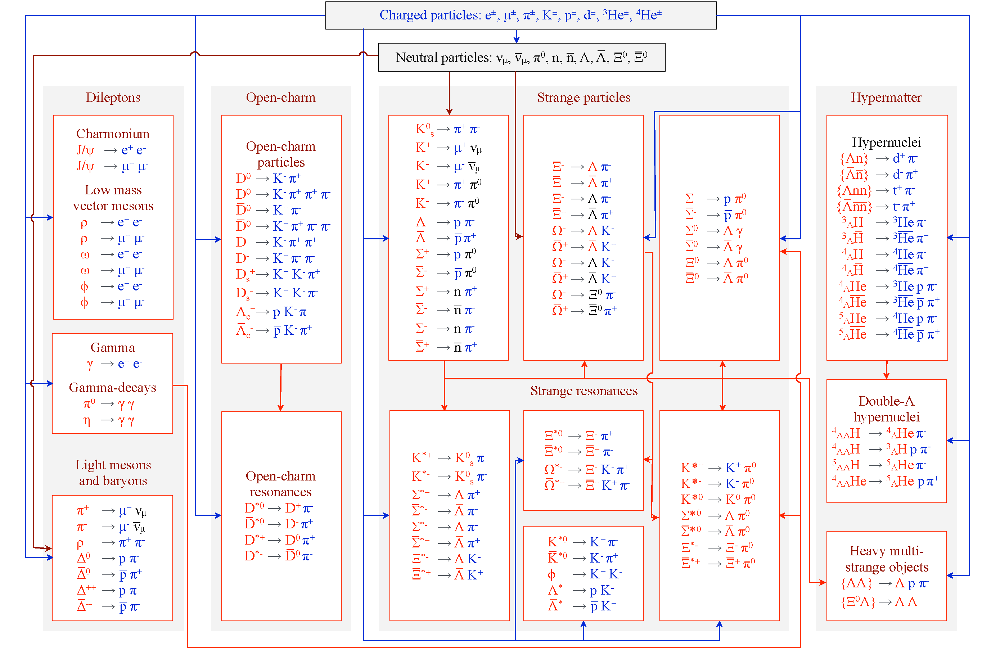 Charged particles: e±, μ±, π±, K±, p±, d±, ³He±, ⁴He±
Neutral particles: νμ, ν̅μ, π⁰, n, n̅, Λ, Λ̅, Ξ⁰, Ξ̅⁰
Dileptons
Charmonium
J/ψ → e⁺ e⁻
J/ψ → μ⁺ μ⁻
Low mass
vector mesons
ρ → e⁺ e⁻
ρ → μ⁺ μ⁻
ω → e⁺ e⁻
ω → μ⁺ μ⁻
ϕ → e⁺ e⁻
ϕ → μ⁺ μ⁻
Gamma
γ → e⁺ e⁻
Gamma-decays
π⁰ → γ γ
η → γ γ
Light mesons
and baryons
π⁺ → μ⁺ νμ
π⁻ → μ⁻ ν̅μ
ρ → π⁺ π⁻
Δ⁰ → p π⁻
Δ̅⁰ → p̅ π⁺
Δ⁺⁺ → p π⁺
Δ̅⁻⁻ → p̅ π⁻
Open-charm
Open-charm
particles
D⁰ → K⁻ π⁺
D⁰ → K⁻ π⁺ π⁺ π⁻
D̅⁰ → K⁺ π⁻
D̅⁰ → K⁺ π⁺ π⁻ π⁻
D⁺ → K⁻ π⁺ π⁺
D⁻ → K⁺ π⁻ π⁻
Dₛ⁺ → K⁺ K⁻ π⁺
Dₛ⁻ → K⁺ K⁻ π⁻
Λc⁺ → p K⁻ π⁺
Λ̅c⁻ → p̅ K⁻ π⁺
Open-charm
resonances
D*⁰ → D⁺ π⁻
D̅*⁰ → D⁻ π⁺
D*⁺ → D⁰ π⁺
D*⁻ → D̅⁰ π⁻
Strange particles
K⁰ₛ → π⁺ π⁻
K⁺ → μ⁺ νμ
K⁻ → μ⁻ ν̅μ
K⁺ → π⁺ π⁰
K⁻ → π⁻ π⁰
Λ → p π⁻
Λ̅ → p̅ π⁺
Σ⁺ → p π⁰
Σ̅⁻ → p̅ π⁰
Σ⁺ → n π⁺
Σ̅⁻ → n̅ π⁻
Σ⁻ → n π⁻
Σ̅⁺ → n̅ π⁺
Ξ⁻ → Λ π⁻
Ξ̅⁺ → Λ̅ π⁺
Ξ⁻ → Λ π⁻
Ξ̅⁺ → Λ̅ π⁺
Ω⁻ → Λ K⁻
Ω̅⁺ → Λ̅ K⁺
Ω⁻ → Λ K⁻
Ω̅⁺ → Λ̅ K⁺
Ω⁻ → Ξ⁰ π⁻
Ω̅⁺ → Ξ̅⁰ π⁺
Σ⁺ → p π⁰
Σ̅⁻ → p̅ π⁰
Σ⁰ → Λ γ
Σ̅⁰ → Λ̅ γ
Ξ⁰ → Λ π⁰
Ξ̅⁰ → Λ̅ π⁰
Strange resonances
K*⁺ → K⁰ₛ π⁺
K*⁻ → K⁰ₛ π⁻
Σ*⁺ → Λ π⁺
Σ̅*⁻ → Λ̅ π⁻
Σ*⁻ → Λ π⁻
Σ̅*⁺ → Λ̅ π⁺
Ξ*⁻ → Λ K⁻
Ξ̅*⁺ → Λ̅ K⁺
Ξ*⁰ → Ξ⁻ π⁺
Ξ̅*⁰ → Ξ̅⁺ π⁻
Ω*⁻ → Ξ⁻ K⁻ π⁺
Ω̅*⁺ → Ξ̅⁺ K⁺ π⁻
K*⁰ → K⁺ π⁻
K̅*⁰ → K⁻ π⁺
ϕ → K⁺ K⁻
Λ* → p K⁻
Λ̅* → p̅ K⁺
K*⁺ → K⁺ π⁰
K*⁻ → K⁻ π⁰
K*⁰ → K⁰ π⁰
Σ*⁰ → Λ π⁰
Σ̅*⁰ → Λ̅ π⁰
Ξ*⁻ → Ξ⁻ π⁰
Ξ̅*⁺ → Ξ̅⁺ π⁰
Hypermatter
Hypernuclei
{Λn} → d⁺ π⁻
{Λ̅n̅} → d⁻ π⁺
{Λnn} → t⁺ π⁻
{Λ̅n̅n̅} → t⁻ π⁺
³ΛH → ³He π⁻
³ΛH̅ → ³H̅e̅ π⁺
⁴ΛH → ⁴He π⁻
⁴ΛH̅ → ⁴H̅e̅ π⁺
⁴ΛHe → ³He p π⁻
⁴ΛH̅e̅ → ³H̅e̅ p̅ π⁺
⁵ΛHe → ⁴He p π⁻
⁵ΛH̅e̅ → ⁴H̅e̅ p̅ π⁺
Double-Λ
hypernuclei
⁴ΛΛH → ⁴ΛHe π⁻
⁴ΛΛH → ³ΛH p π⁻
⁵ΛΛH → ⁵ΛHe π⁻
⁴ΛΛHe → ⁵ΛHe p π⁺
Heavy multi-
strange objects
{ΛΛ} → Λ p π⁻
{Ξ⁰Λ} → Λ Λ